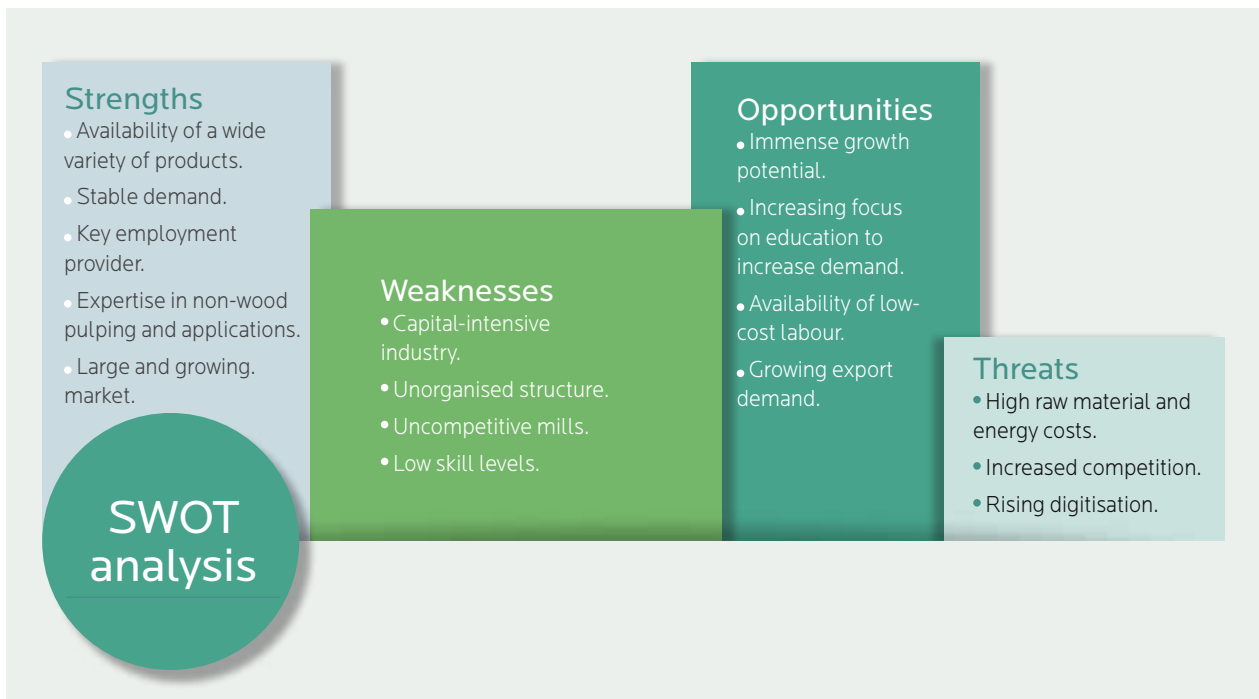 Strengths
• Availability of a wide
variety of products.
• Stable demand.
• Key employment
provider.
• Expertise in non-wood
pulping and applications.
• Large and growing.
market.
SWOT
analysis
Weaknesses
• Capital-intensive
industry.
• Unorganised structure.
• Uncompetitive mills.
• Low skill levels.
Opportunities
• Immense growth
potential.
• Increasing focus
on education to
increase demand.
• Availability of low-
cost labour.
• Growing export
demand.
Threats
• High raw material and
energy costs.
• Increased competition.
• Rising digitisation.